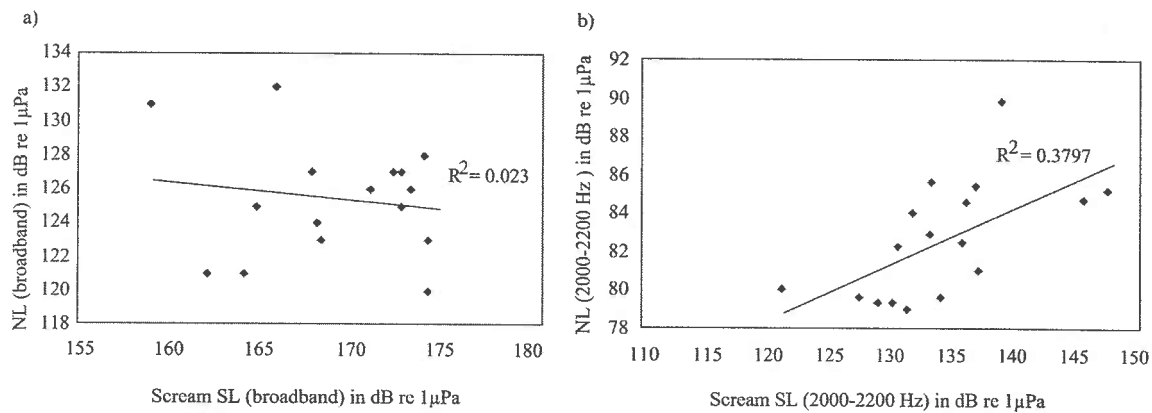 a)
NL (broadband) in dB re 1µPa
134
132
130
128
126
124
122
120
118
R² = 0.023
155 160 165 170 175 180
Scream SL (broadband) in dB re 1µPa
b)
NL (2000-2200 Hz ) in dB re 1µPa
92
90
88
86
84
82
80
78
R² = 0.3797
110 115 120 125 130 135 140 145 150
Scream SL (2000-2200 Hz) in dB re 1µPa